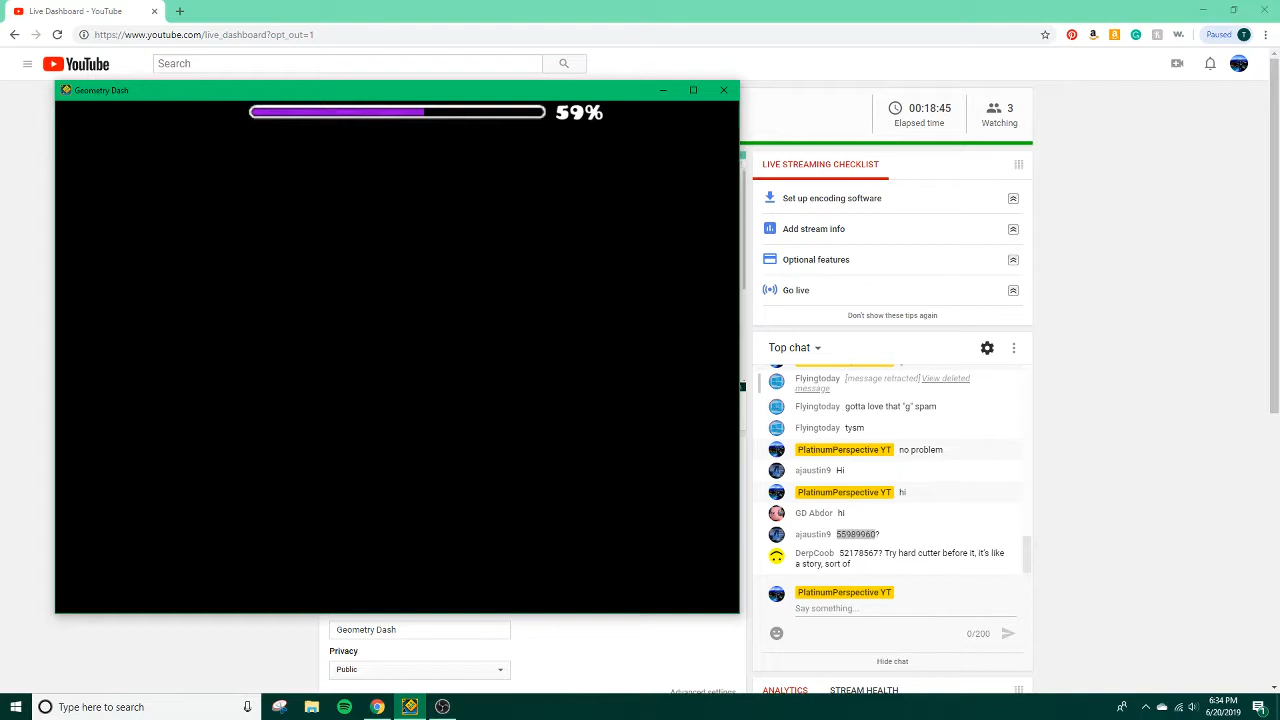 Live Dashboard - YouTube
https://www.youtube.com/live_dashboard?opt_out=1
Paused
T
YouTube
Search
Geometry Dash
59%
00:18:45
Elapsed time
3
Watching
LIVE STREAMING CHECKLIST
Set up encoding software
Add stream info
Optional features
Go live
Don't show these tips again
Top chat
Flyingtoday [message retracted] View deleted
message
Flyingtoday gotta love that "g" spam
Flyingtoday tysm
PlatinumPerspective YT no problem
ajaustin9 Hi
PlatinumPerspective YT hi
GD Abdor hi
ajaustin9 55989960?
DerpCoob 52178567? Try hard cutter before it, it's like
a story, sort of
PlatinumPerspective YT
Say something...
0/200
Hide chat
Geometry Dash
Privacy
Public
Advanced settings
ANALYTICS STREAM HEALTH
Type here to search
6:34 PM
6/20/2019